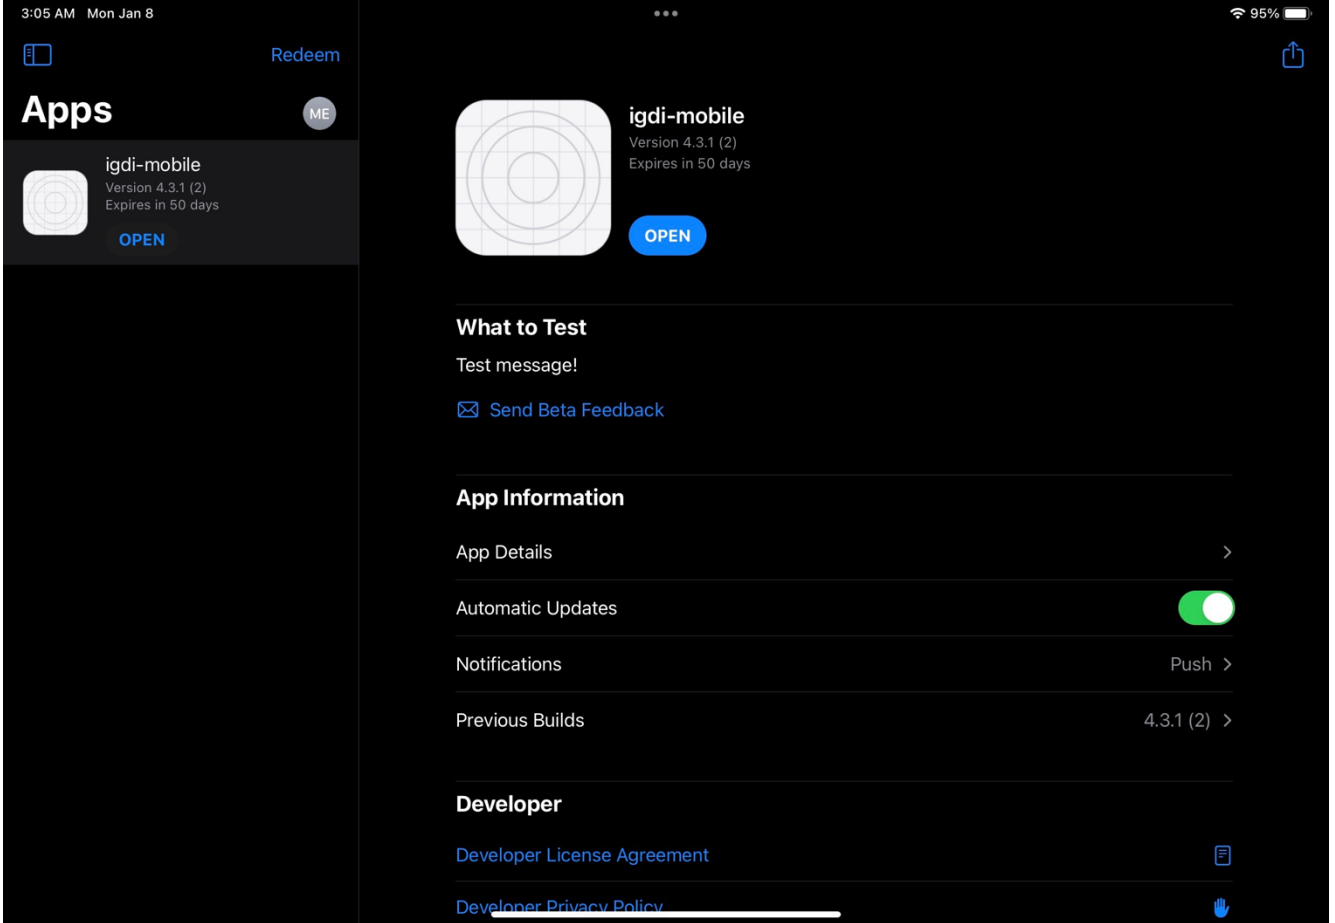 3:05 AM Mon Jan 8
95%
Redeem
Apps
ME
igdi-mobile
Version 4.3.1 (2)
Expires in 50 days
OPEN
igdi-mobile
Version 4.3.1 (2)
Expires in 50 days
OPEN
What to Test
Test message!
Send Beta Feedback
App Information
App Details
Automatic Updates
Notifications Push
Previous Builds 4.3.1 (2)
Developer
Developer License Agreement
Developer Privacy Policy